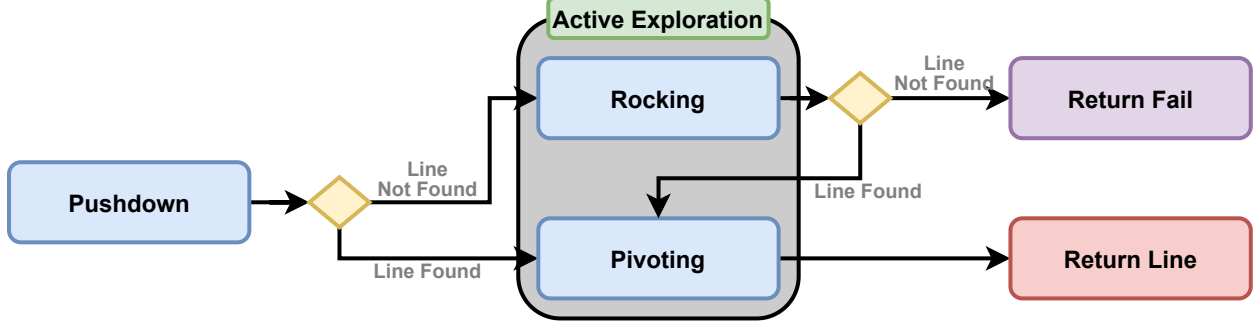 Active Exploration
Pushdown
Line
Not Found
Line Found
Rocking
Line
Not Found
Line Found
Pivoting
Return Fail
Return Line